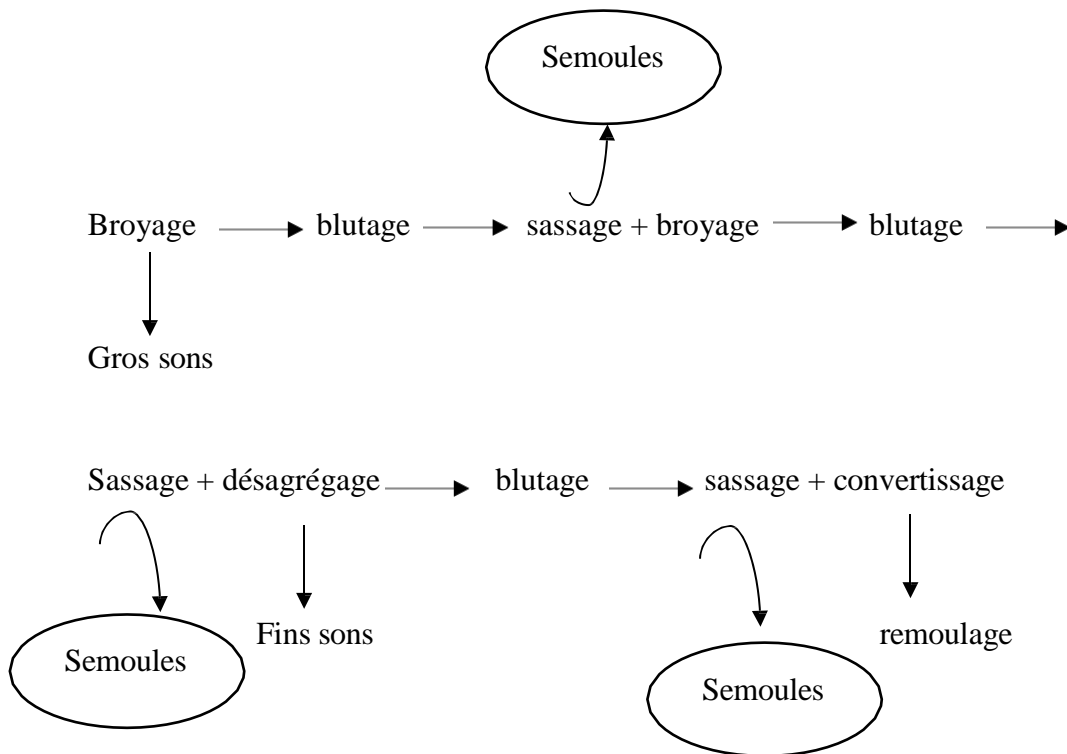 Semoules
Broyage blutage sassage + broyage blutage
Gros sons
Sassage + désagrégage blutage sassage + convertissage
Fins sons remoulage
Semoules
Semoules